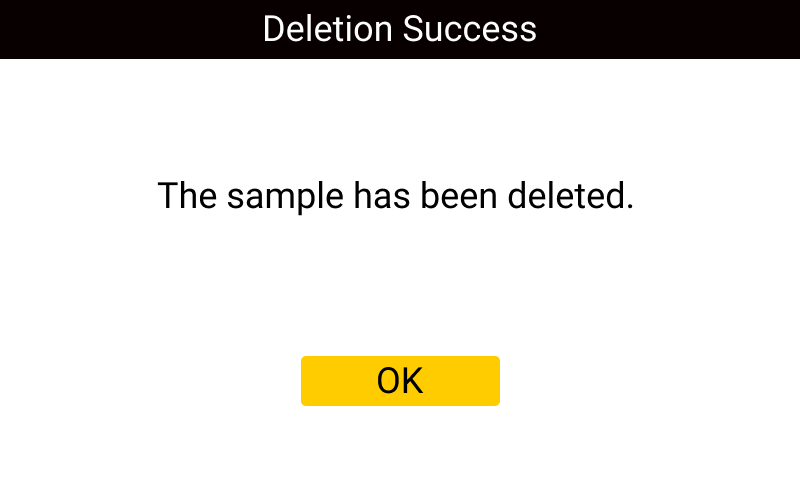 Deletion Success
The sample has been deleted.
OK